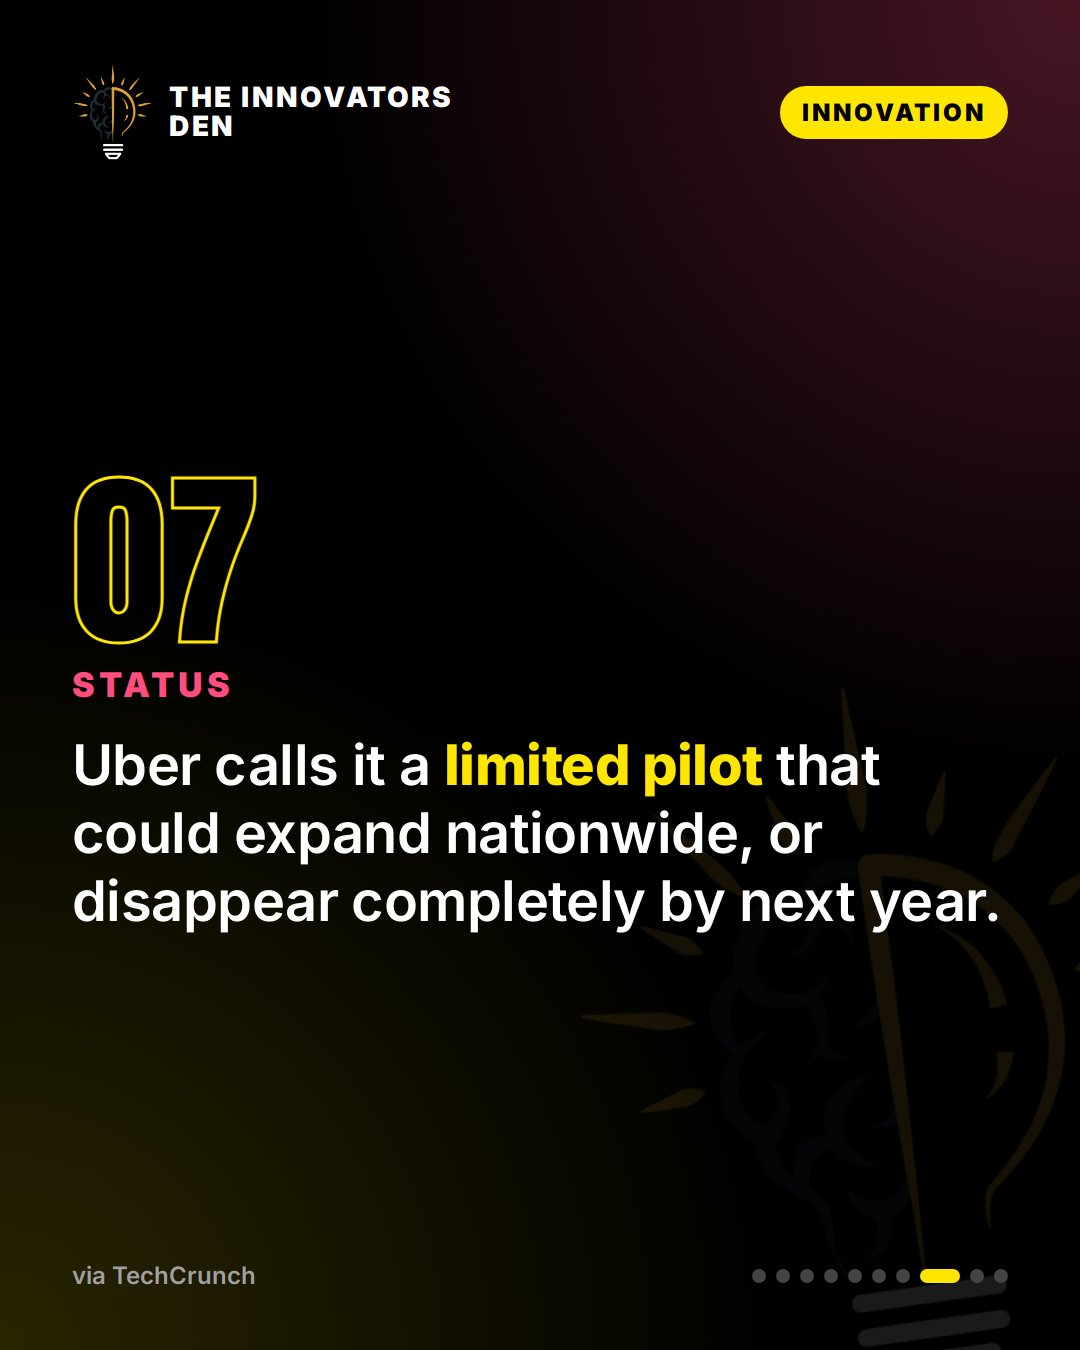 THE INNOVATORS
DEN
INNOVATION
07
STATUS
Uber calls it a limited pilot that
could expand nationwide, or
disappear completely by next year.
via TechCrunch